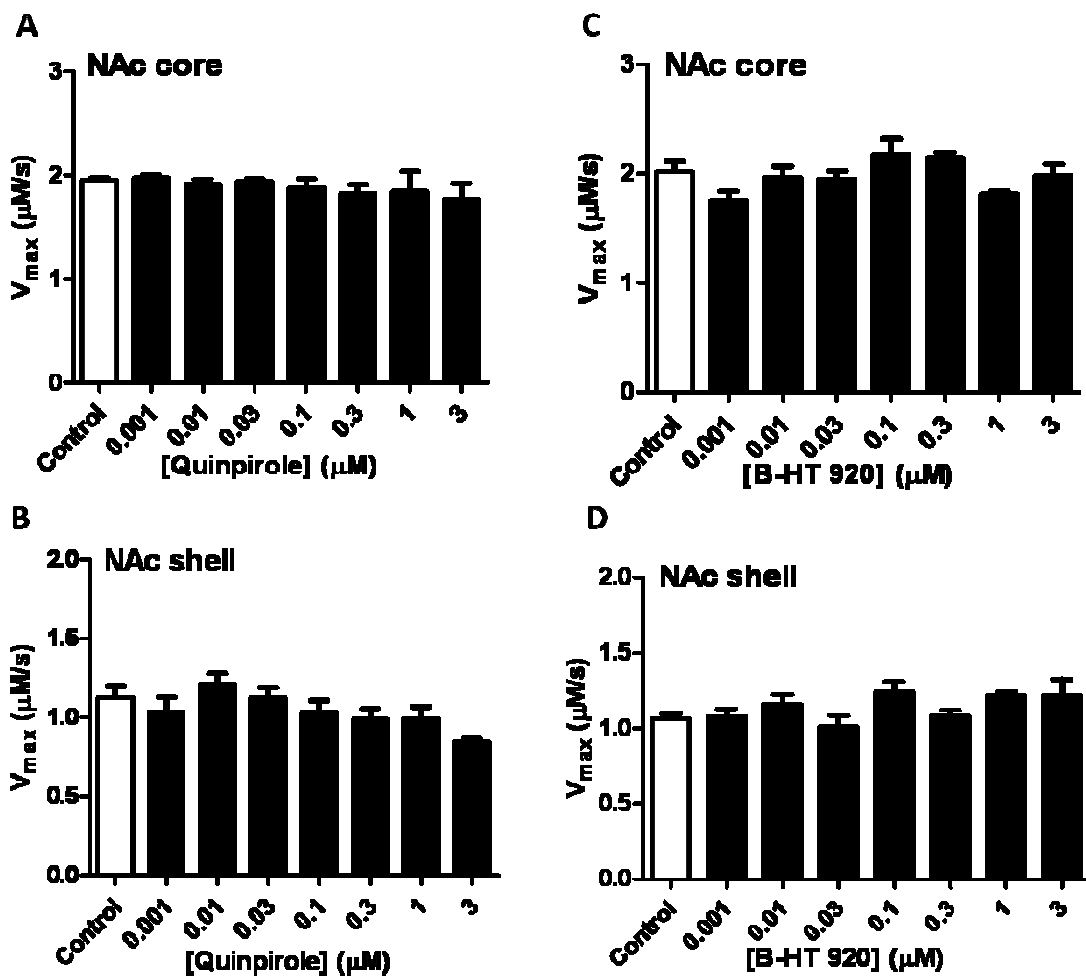 A
NAc core
3
2
1
0
Vmax (μM/s)
Control
0.001
0.01
0.03
0.1
0.3
1
3
[Quinpirole] (μM)
C
NAc core
3
2
1
0
Vmax (μM/s)
Control
0.001
0.01
0.03
0.1
0.3
1
3
[B-HT 920] (μM)
B
NAc shell
2.0
1.5
1.0
0.5
0.0
Vmax (μM/s)
Control
0.001
0.01
0.03
0.1
0.3
1
3
[Quinpirole] (μM)
D
NAc shell
2.0
1.5
1.0
0.5
0.0
Vmax (μM/s)
Control
0.001
0.01
0.03
0.1
0.3
1
3
[B-HT 920] (μM)